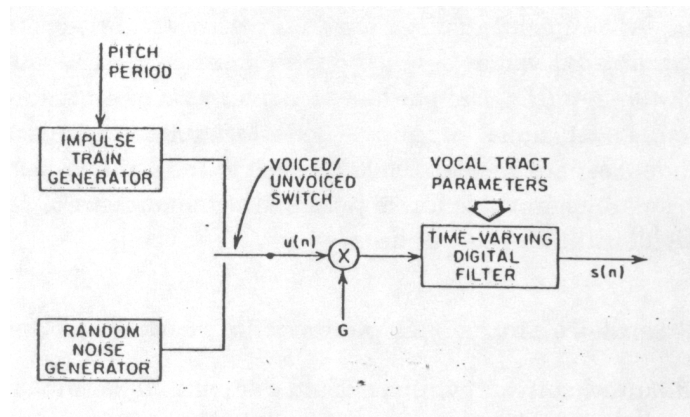 PITCH
PERIOD
IMPULSE
TRAIN
GENERATOR
VOICED/
UNVOICED
SWITCH
VOCAL TRACT
PARAMETERS
u(n)
X
TIME-VARYING
DIGITAL
FILTER
s(n)
G
RANDOM
NOISE
GENERATOR